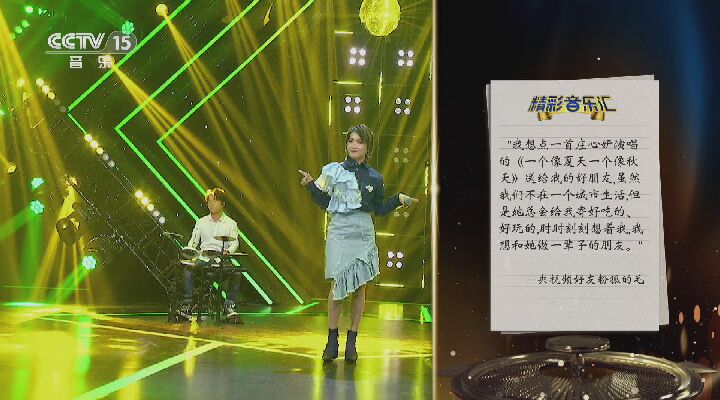 CCTV 15
音乐
精彩音乐汇
"我想点一首庄心妍演唱
的《一个像夏天一个像秋
天》送给我的好朋友,虽然
我们不在一个城市生活,但
是她总会给我寄好吃的、
好玩的,时时刻刻想着我,我
想和她做一辈子的朋友。"
——央视频好友粉狐的毛